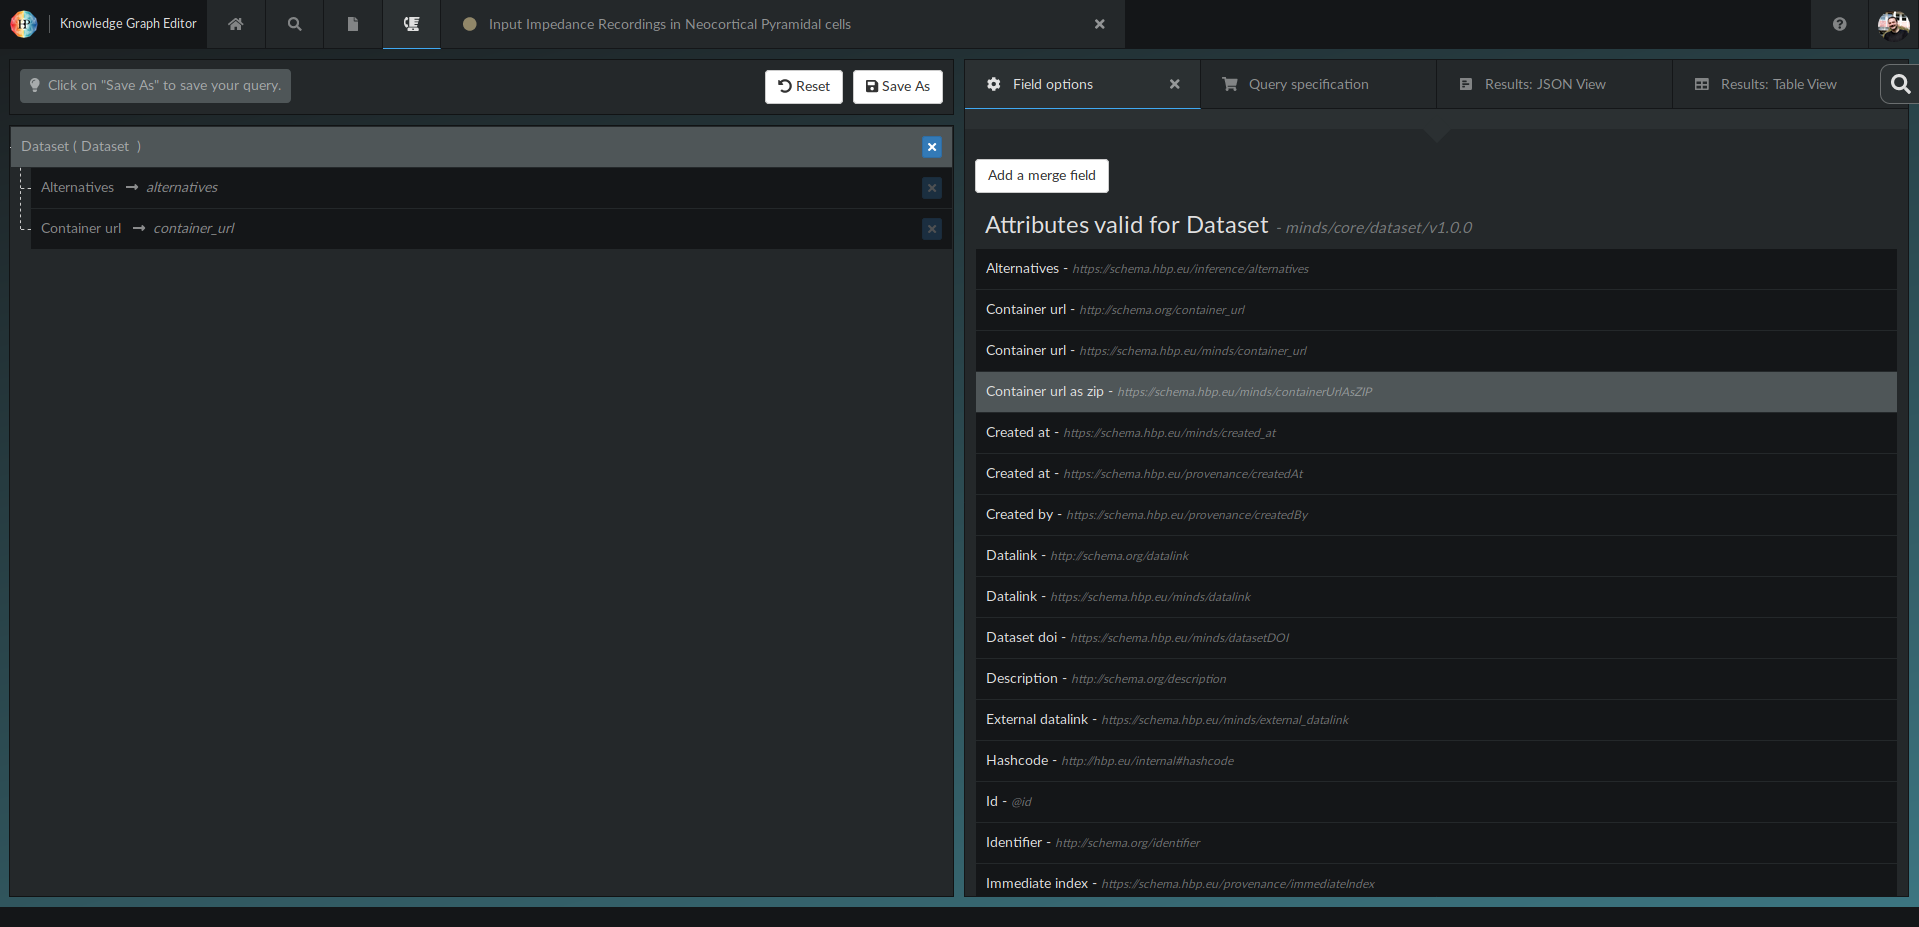 HP Knowledge Graph Editor
Input Impedance Recordings in Neocortical Pyramidal cells
Click on "Save As" to save your query.
Reset
Save As
Dataset ( Dataset )
Alternatives → alternatives
Container url → container_url
Field options
Query specification
Results: JSON View
Results: Table View
Add a merge field
Attributes valid for Dataset - minds/core/dataset/v1.0.0
Alternatives - https://schema.hbp.eu/inference/alternatives
Container url - http://schema.org/container_url
Container url - https://schema.hbp.eu/minds/container_url
Container url as zip - https://schema.hbp.eu/minds/containerUrlAsZIP
Created at - https://schema.hbp.eu/minds/created_at
Created at - https://schema.hbp.eu/provenance/createdAt
Created by - https://schema.hbp.eu/provenance/createdBy
Datalink - http://schema.org/datalink
Datalink - https://schema.hbp.eu/minds/datalink
Dataset doi - https://schema.hbp.eu/minds/datasetDOI
Description - http://schema.org/description
External datalink - https://schema.hbp.eu/minds/external_datalink
Hashcode - http://hbp.eu/internal#hashcode
Id - @id
Identifier - http://schema.org/identifier
Immediate index - https://schema.hbp.eu/provenance/immediateIndex